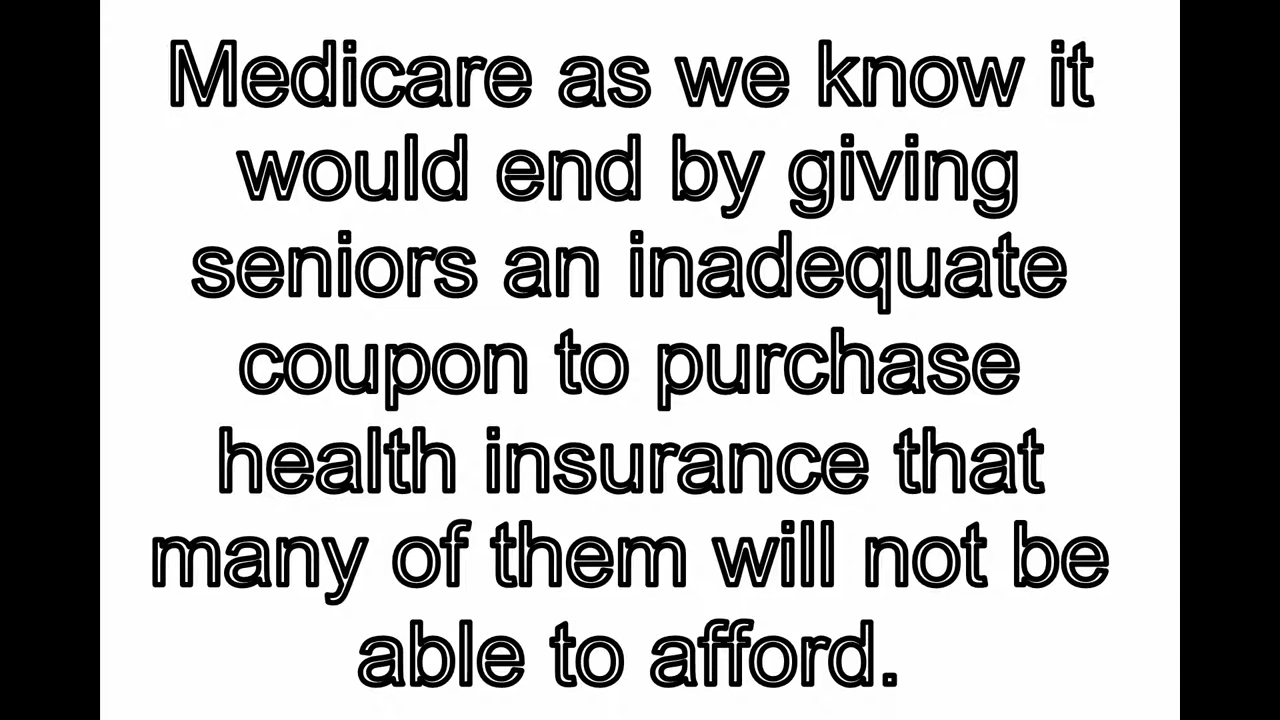 Medicare as we know it
would end by giving
seniors an inadequate
coupon to purchase
health insurance that
many of them will not be
able to afford.